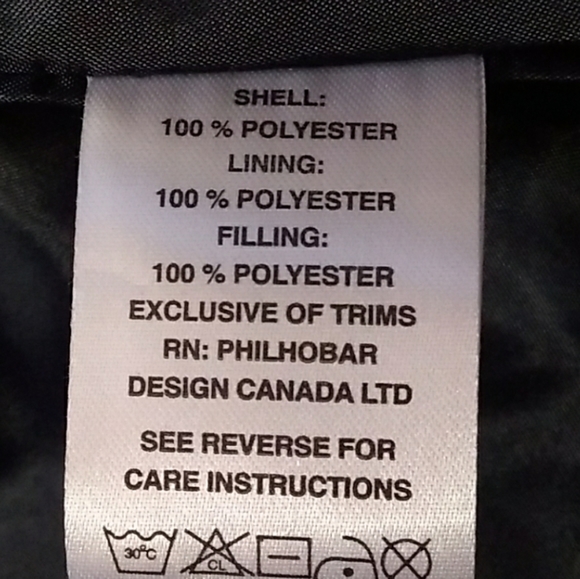 SHELL:
100 % POLYESTER
LINING:
100 % POLYESTER
FILLING:
100 % POLYESTER
EXCLUSIVE OF TRIMS
RN: PHILHOBAR
DESIGN CANADA LTD
SEE REVERSE FOR
CARE INSTRUCTIONS
30°C CL